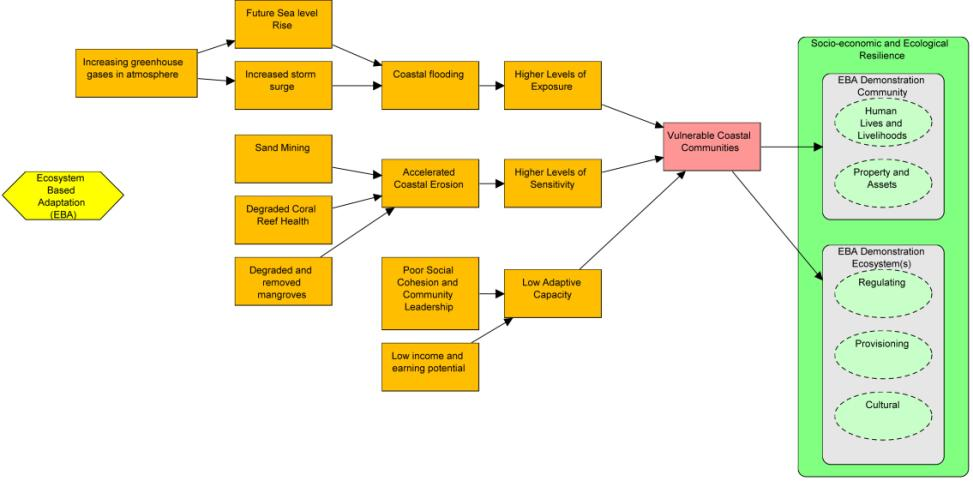 Future Sea level
Rise
Increasing greenhouse
gases in atmosphere
Increased storm
surge
Coastal flooding
Higher Levels of
Exposure
Sand Mining
Accelerated
Coastal Erosion
Higher Levels of
Sensitivity
Degraded Coral
Reef Health
Degraded and
removed
mangroves
Ecosystem
Based
Adaptation
(EBA)
Poor Social
Cohesion and
Community
Leadership
Low Adaptive
Capacity
Low income and
earning potential
Vulnerable Coastal
Communities
Socio-economic and Ecological
Resilience
EBA Demonstration
Community
Human
Lives and
Livelihoods
Property and
Assets
EBA Demonstration
Ecosystem(s)
Regulating
Provisioning
Cultural